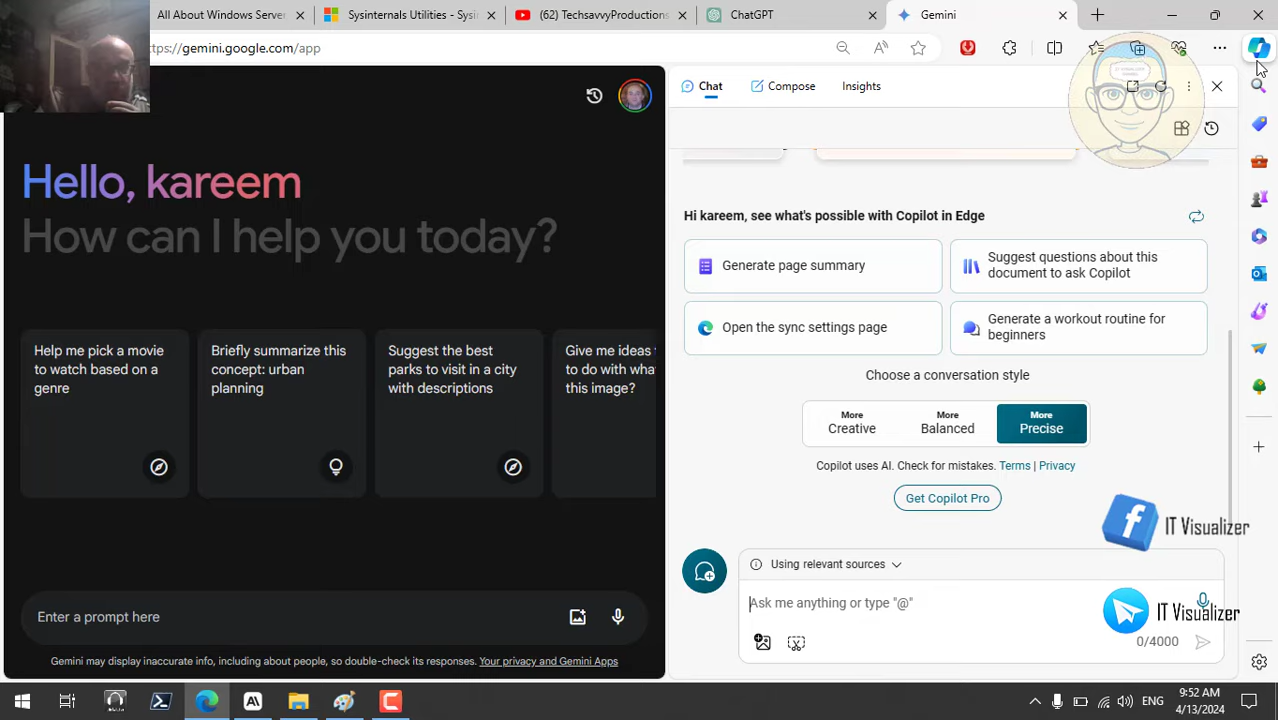 All About Windows Server
Sysinternals Utilities - Sysi
(62) TechsavvyProductions
ChatGPT
Gemini
ttps://gemini.google.com/app
Chat
Compose
Insights
Hello, kareem
How can I help you today?
Help me pick a movie
to watch based on a
genre
Briefly summarize this
concept: urban
planning
Suggest the best
parks to visit in a city
with descriptions
Give me ideas
to do with wha
this image?
Enter a prompt here
Gemini may display inaccurate info, including about people, so double-check its responses. Your privacy and Gemini Apps
Hi kareem, see what's possible with Copilot in Edge
Generate page summary
Suggest questions about this
document to ask Copilot
Open the sync settings page
Generate a workout routine for
beginners
Choose a conversation style
More
Creative
More
Balanced
More
Precise
Copilot uses AI. Check for mistakes. Terms | Privacy
Get Copilot Pro
IT Visualizer
Using relevant sources
Ask me anything or type "@"
IT Visualizer
0/4000
ENG
9:52 AM
4/13/2024